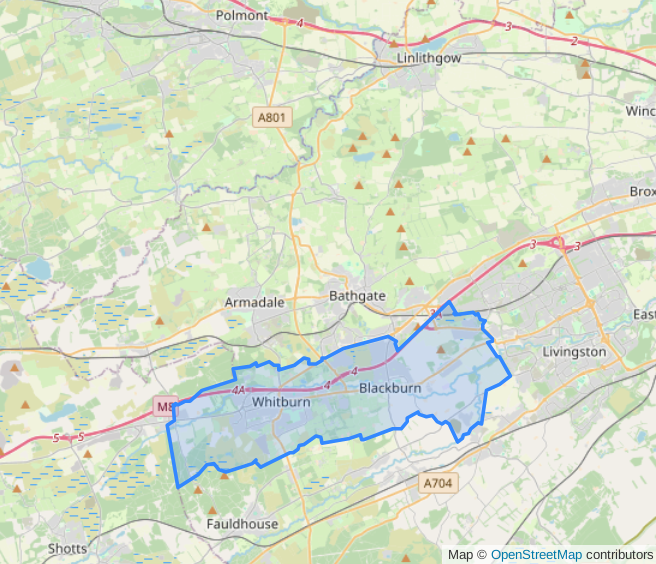 Polmont
4
3
2
Linlithgow
A801
Winc
Brox
3
3
Armadale
Bathgate
3
East
Livingston
4
4A
4
M8
Whitburn
Blackburn
5
5
A704
Fauldhouse
Shotts
Map © OpenStreetMap contributors